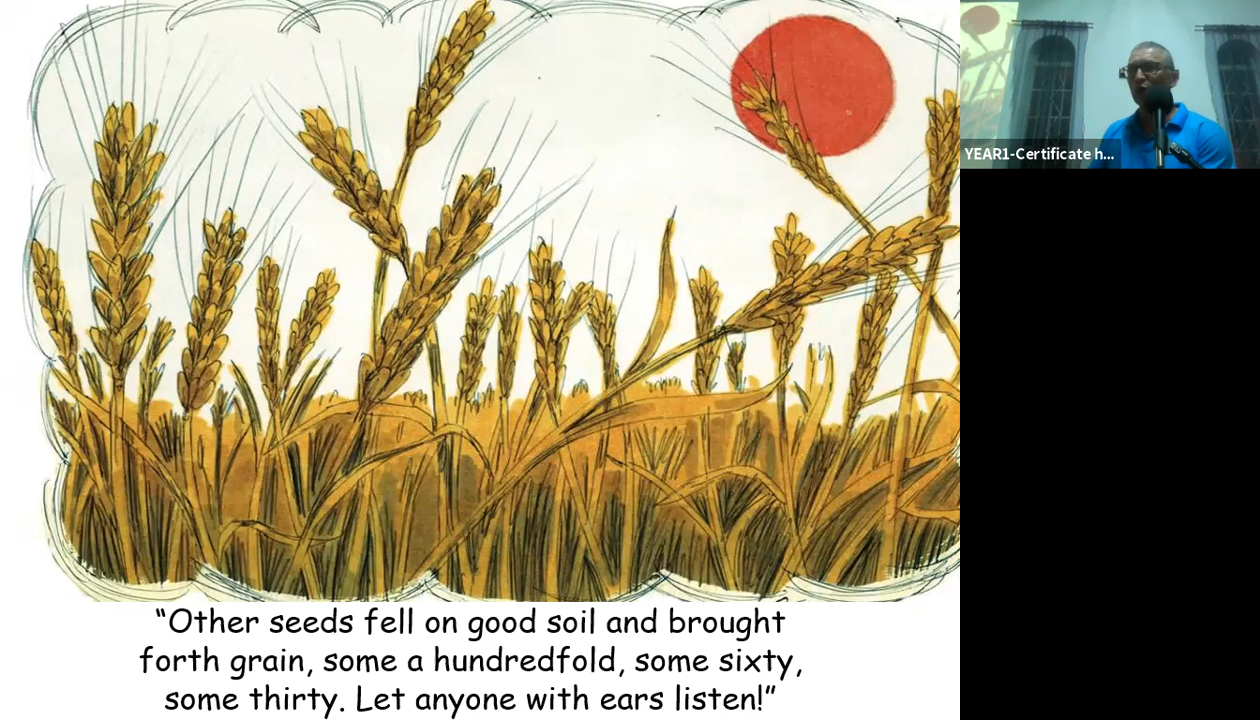 YEAR1-Certificate h...
“Other seeds fell on good soil and brought
forth grain, some a hundredfold, some sixty,
some thirty. Let anyone with ears listen!”